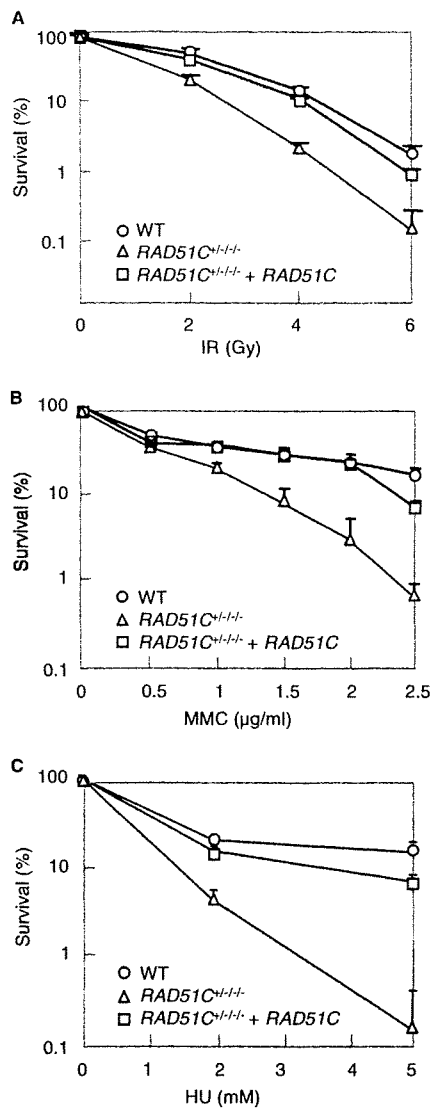 A
Survival (%)
100
10
1
0.1
WT
RAD51C+/-/-/-
RAD51C+/-/-/- + RAD51C
0 2 4 6
IR (Gy)
B
Survival (%)
100
10
1
0.1
WT
RAD51C+/-/-/-
RAD51C+/-/-/- + RAD51C
0 0.5 1 1.5 2 2.5
MMC (µg/ml)
C
Survival (%)
100
10
1
0.1
WT
RAD51C+/-/-/-
RAD51C+/-/-/- + RAD51C
0 1 2 3 4 5
HU (mM)